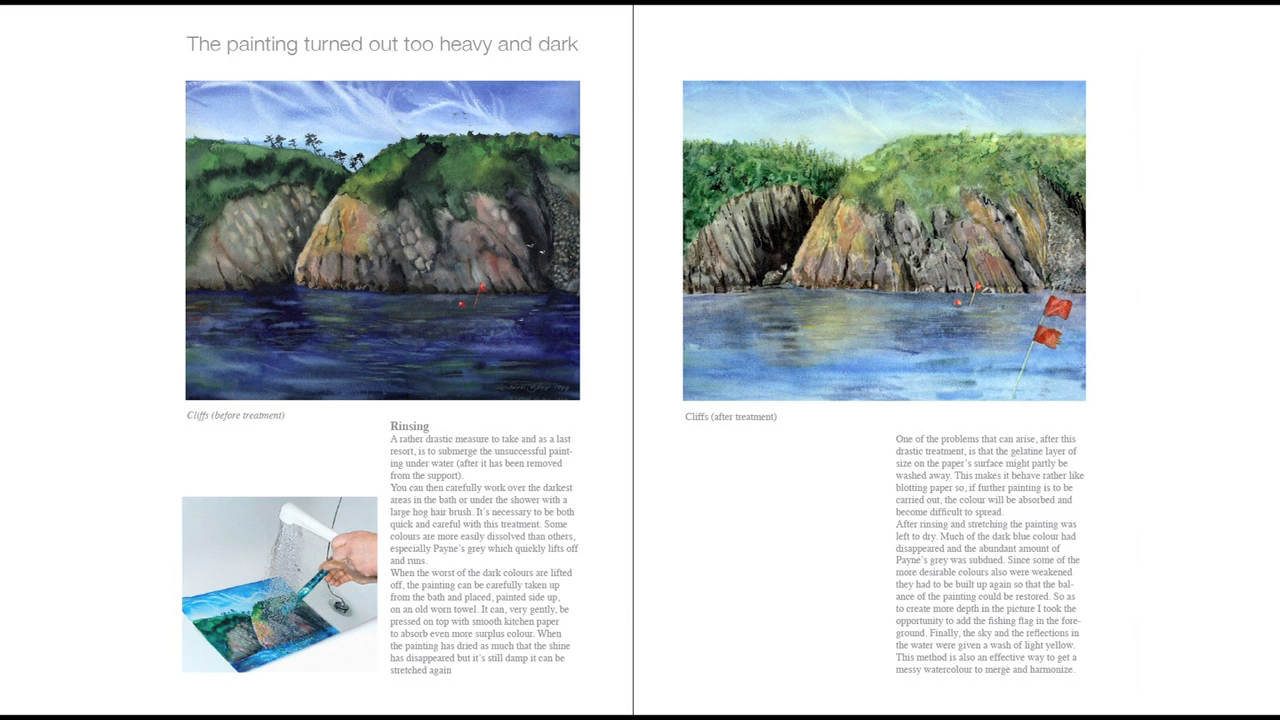 The painting turned out too heavy and dark
Cliffs (before treatment)
Rinsing
A rather drastic measure to take and as a last
resort, is to submerge the unsuccessful paint-
ing under water (after it has been removed
from the support).
You can then carefully work over the darkest
areas in the bath or under the shower with a
large hog hair brush. It's necessary to be both
quick and careful with this treatment. Some
colours are more easily dissolved than others,
especially Payne's grey which quickly lifts off
and runs.
When the worst of the dark colours are lifted
off, the painting can be carefully taken up
from the bath and placed, painted side up,
on an old worn towel. It can, very gently, be
pressed on top with smooth kitchen paper
to absorb even more surplus colour. When
the painting has dried as much that the shine
has disappeared but it's still damp it can be
stretched again
Cliffs (after treatment)
One of the problems that can arise, after this
drastic treatment, is that the gelatine layer of
size on the paper's surface might partly be
washed away. This makes it behave rather like
blotting paper so, if further painting is to be
carried out, the colour will be absorbed and
become difficult to spread.
After rinsing and stretching the painting was
left to dry. Much of the dark blue colour had
disappeared and the abundant amount of
Payne's grey was subdued. Since some of the
more desirable colours also were weakened
they had to be built up again so that the bal-
ance of the painting could be restored. So as
to create more depth in the picture I took the
opportunity to add the fishing flag in the fore-
ground. Finally, the sky and the reflections in
the water were given a wash of light yellow.
This method is also an effective way to get a
messy watercolour to merge and harmonize.